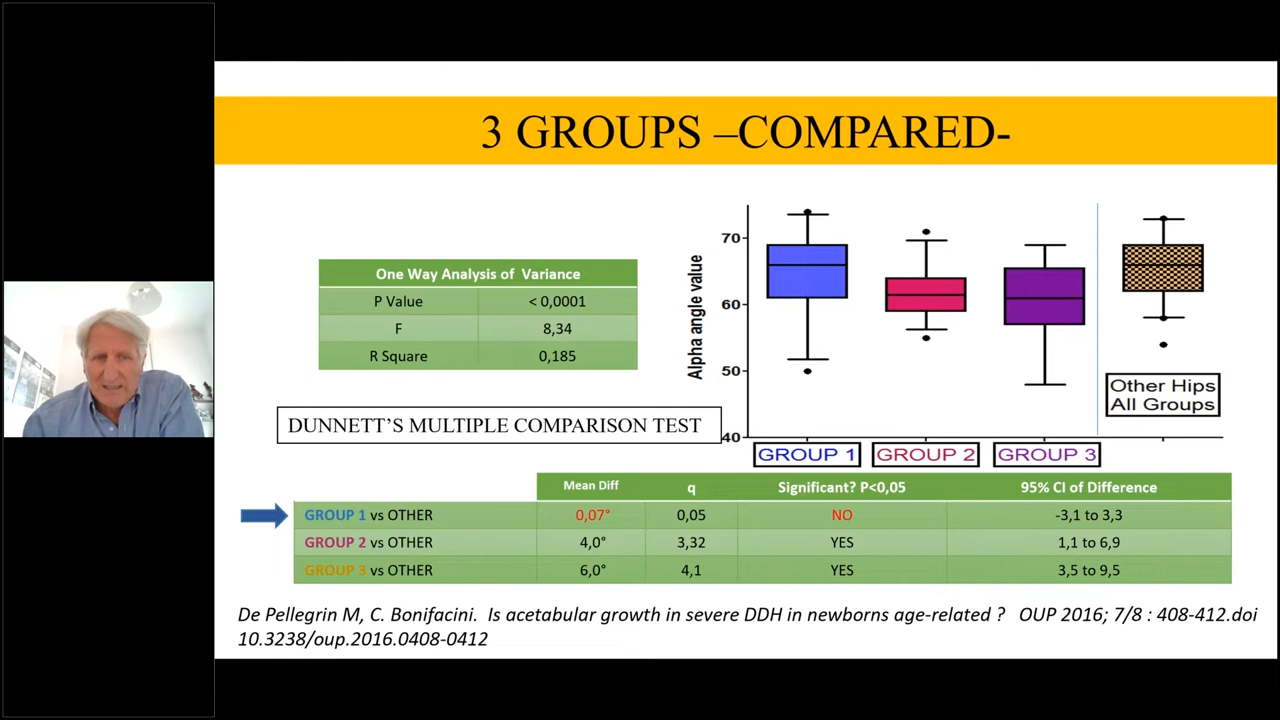 3 GROUPS –COMPARED-
One Way Analysis of Variance
P Value < 0,0001
F 8,34
R Square 0,185
Alpha angle value
70
60
50
40
Other Hips
All Groups
GROUP 1 GROUP 2 GROUP 3
DUNNETT'S MULTIPLE COMPARISON TEST
Mean Diff q Significant? P<0,05 95% CI of Difference
GROUP 1 vs OTHER 0,07° 0,05 NO -3,1 to 3,3
GROUP 2 vs OTHER 4,0° 3,32 YES 1,1 to 6,9
GROUP 3 vs OTHER 6,0° 4,1 YES 3,5 to 9,5
De Pellegrin M, C. Bonifacini. Is acetabular growth in severe DDH in newborns age-related ? OUP 2016; 7/8 : 408-412.doi
10.3238/oup.2016.0408-0412